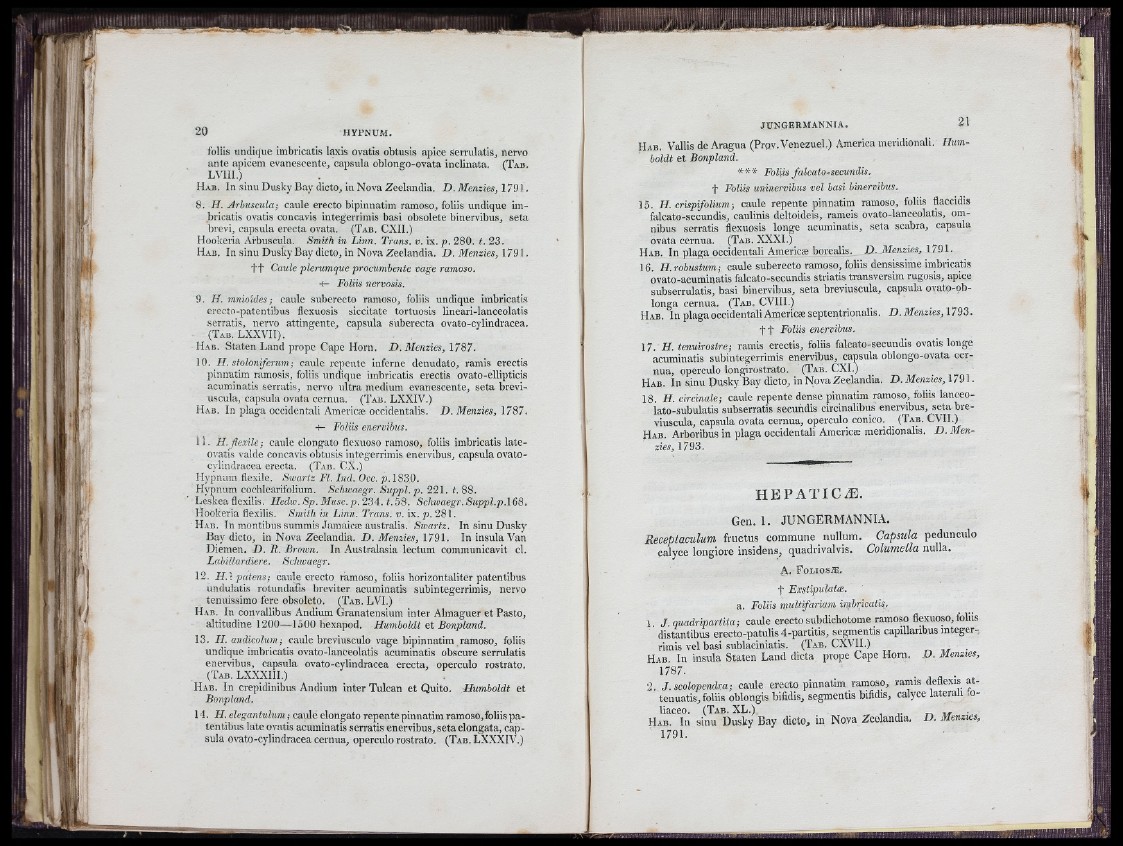 20 HYPNUM.
foliis undique imbricatis laxis ovatis obtusis apice serrulatis, nervo
ante apicem evanescente, capsula oblongo-ovata inclinata. (TAB.
LVIII.)
HAB. In sinu Dusky Bay dicto, in Nova Zeelandia. D. Menzies, 1791.
8. H. Arbuscula; caule erecto bipinnatim ramoso, foliis undique im-
bricatis ovatis concavis integerrimis basi obsolete binervibus, seta
brevi, capsula erecta ovata. (TAB. CXII.)
Hookeria Arbuscula. Smith in Linn. Trans. v. ix. p. 280. t. 23.
HAB. In sinu Dusky Bay dicto, in Nova Zeelandia. D. Menzies, 1791.
†† Caule plerumque procumbente vage ramoso.
+- Foliis nervosis.
9. H. mnioides; caule suberecto ramoso, foliis undique imbricatis
erecto-patentibus flexuosis siccitate tortuosis lineari-lanceolatis
serratis, nervo attingente, capsula suberecta ovato-cylindracea.
(TAB. LXXVII).
HAB. Staten Land prope Cape Horn. D. Menzies, 1787.
10. H. stoloniferum; caule repente inferne denudato, ramis erectis
pinnatim ramosis, foliis undique imbricatis erectis ovato-ellipticis
acuminatis serratis, nervo ultra medium evanescente, seta brevi-
uscula, capsula ovata cernua. (TAB. LXXIV.)
HAB. In plaga occidentali Americæ occidentalis. D. Menzies, 1787.
+- Foliis enervibus.
11. H. flexile; caule elongato flexuoso ramoso, foliis imbricatis late-
ovatis valde concavis obtusis integerrimis enervibus, capsula ovato-
cylindracea erecta. (TAB. CX.)
Hypnum flexile. Swartz Fl. Ind. Occ. p. 1830.
Hypnum cochlearifolium. Schwaegr. Suppl. p. 221. t. 88.
Leskea flexilis. Hedw. Sp. Musc. p. 234. t. 58. Schwaegr. Suppl. p. 168.
Hookeria flexilis. Smith in Linn. Trans. v. ix. p. 281.
HAB. In montibus summis Jamaicæ australis. Swartz. In sinu Dusky
Bay dicto, in Nova Zeelandia. D. Menzies, 1791. In insula Van
Diemen. D. R. Brown. In Australasia lectum communicavit cl.
Labillardiere. Schwaegr.
12. H.? patens; caule erecto ramoso, foliis horizontaliter patentibus
undulatis rotundatis breviter acuminatis subintegerrimis, nervo
tenuissimo fere obsoleto. (TAB. LVI.)
HAB. In convallibus Andium Granatensium inter Almaguer et Pasto,
altitudine 1200—1500 hexapod. Humboldt et Bonpland.
13. H. andicolum; caule breviusculo vage bipinnatim ramoso, foliis
undique imbricatis ovato-lanceolatis acuminatis obscure serrulatis
enervibus, capsula ovato-cylindracea erecta, operculo rostrato.
(TAB. LXXXIII.)
HAB. In crepidinibus Andium inter Tulcan et Quito. Humboldt et
Bonpland.
14. H. elegantulum; caule elongato repente pinnatim ramoso, foliis pa-
tentibus late ovatis acuminatis serratis enervibus, seta elongata, cap-
sula ovato-cylindracea cernua, operculo rostrato. (TAB. LXXXIV.)
JUNGERMANNIA. 21
HAB. Vallis de Aragua (Prov. Venezuel.) America meridionali. Hum-
boldt et Bonpland.
*** Foliis falcato-secundis.
† Foliis uninervibus vel basi binervibus.
15. H. crispifolium; caule repente pinnatim ramoso, foliis flaccidis
falcato-secundis, caulinis deltoideis, rameis ovato-lanceolatis, om-
nibus serratis flexuosis longe acuminatis, seta scabra, capsula
ovata cernua. (TAB. XXXI.)
HAB. In plaga occidentali Americæ borealis. D. Menzies, 1791.
16. H. robustum; caule suberecto ramoso, foliis densissime imbricatis
ovato-acuminatis falcato-secundis striatis transversim rugosis, apice
subserrulatis, basi binervibus, seta breviuscula, capsula ovato-ob-
longa cernua. (TAB. CVIII.)
HAB. In plaga occidentali Americæ septentrionalis. D. Menzies, 1793.
†† Foliis enervibus.
17. H. tenuirostre; ramis erectis, foliis falcato-secundis ovatis longe
acuminatis subintegerrimis enervibus, capsula oblongo-ovata cer-
nua, operculo longirostrato. (TAB. CXI.)
HAB. In sinu Dusky Bay dicto, in Nova Zeelandia. D. Menzies, 1791.
18. H. circinale; caule repente dense pinnatim ramoso, foliis lanceo-
lato-subulatis subserratis secundis circinalibus enervibus, seta bre-
viuscula, capsula ovata cernua, operculo conico. (TAB. CVII.)
HAB. Arboribus in plaga occidentali Americæ meridionalis. D. Men-
zies, 1793.
HEPATICÆ.
Gen. 1. JUNGERMANNIA.
Receptaculum fructus commune nullum. Capsula pedunculo
calyce longiore insidens, quadrivalvis. Columella nulla.
A. FOLIOSÆ.
† Exstipulatæ.
a. Foliis multifariam imbricatis.
1. J. quadripartita; caule erecto subdichotome ramoso flexuoso, foliis
distantibus erecto-patulis 4-partitis, segmentis capillaribus integer-
rimis vel basi sublaciniatis. (TAB. CXVII.)
HAB. In insula Staten Land dicta prope Cape Horn. D. Menzies,
1787.
2. J. scolopendra; caule erecto pinnatim ramoso, ramis deflexis at-
tenuatis, foliis oblongis bifidis, segmentis bifidis, calyce laterali fo-
liaceo. (TAB. XL.)
HAB. In sinu Dusky Bay dicto, in Nova Zeelandia. D. Menzies,
1791.